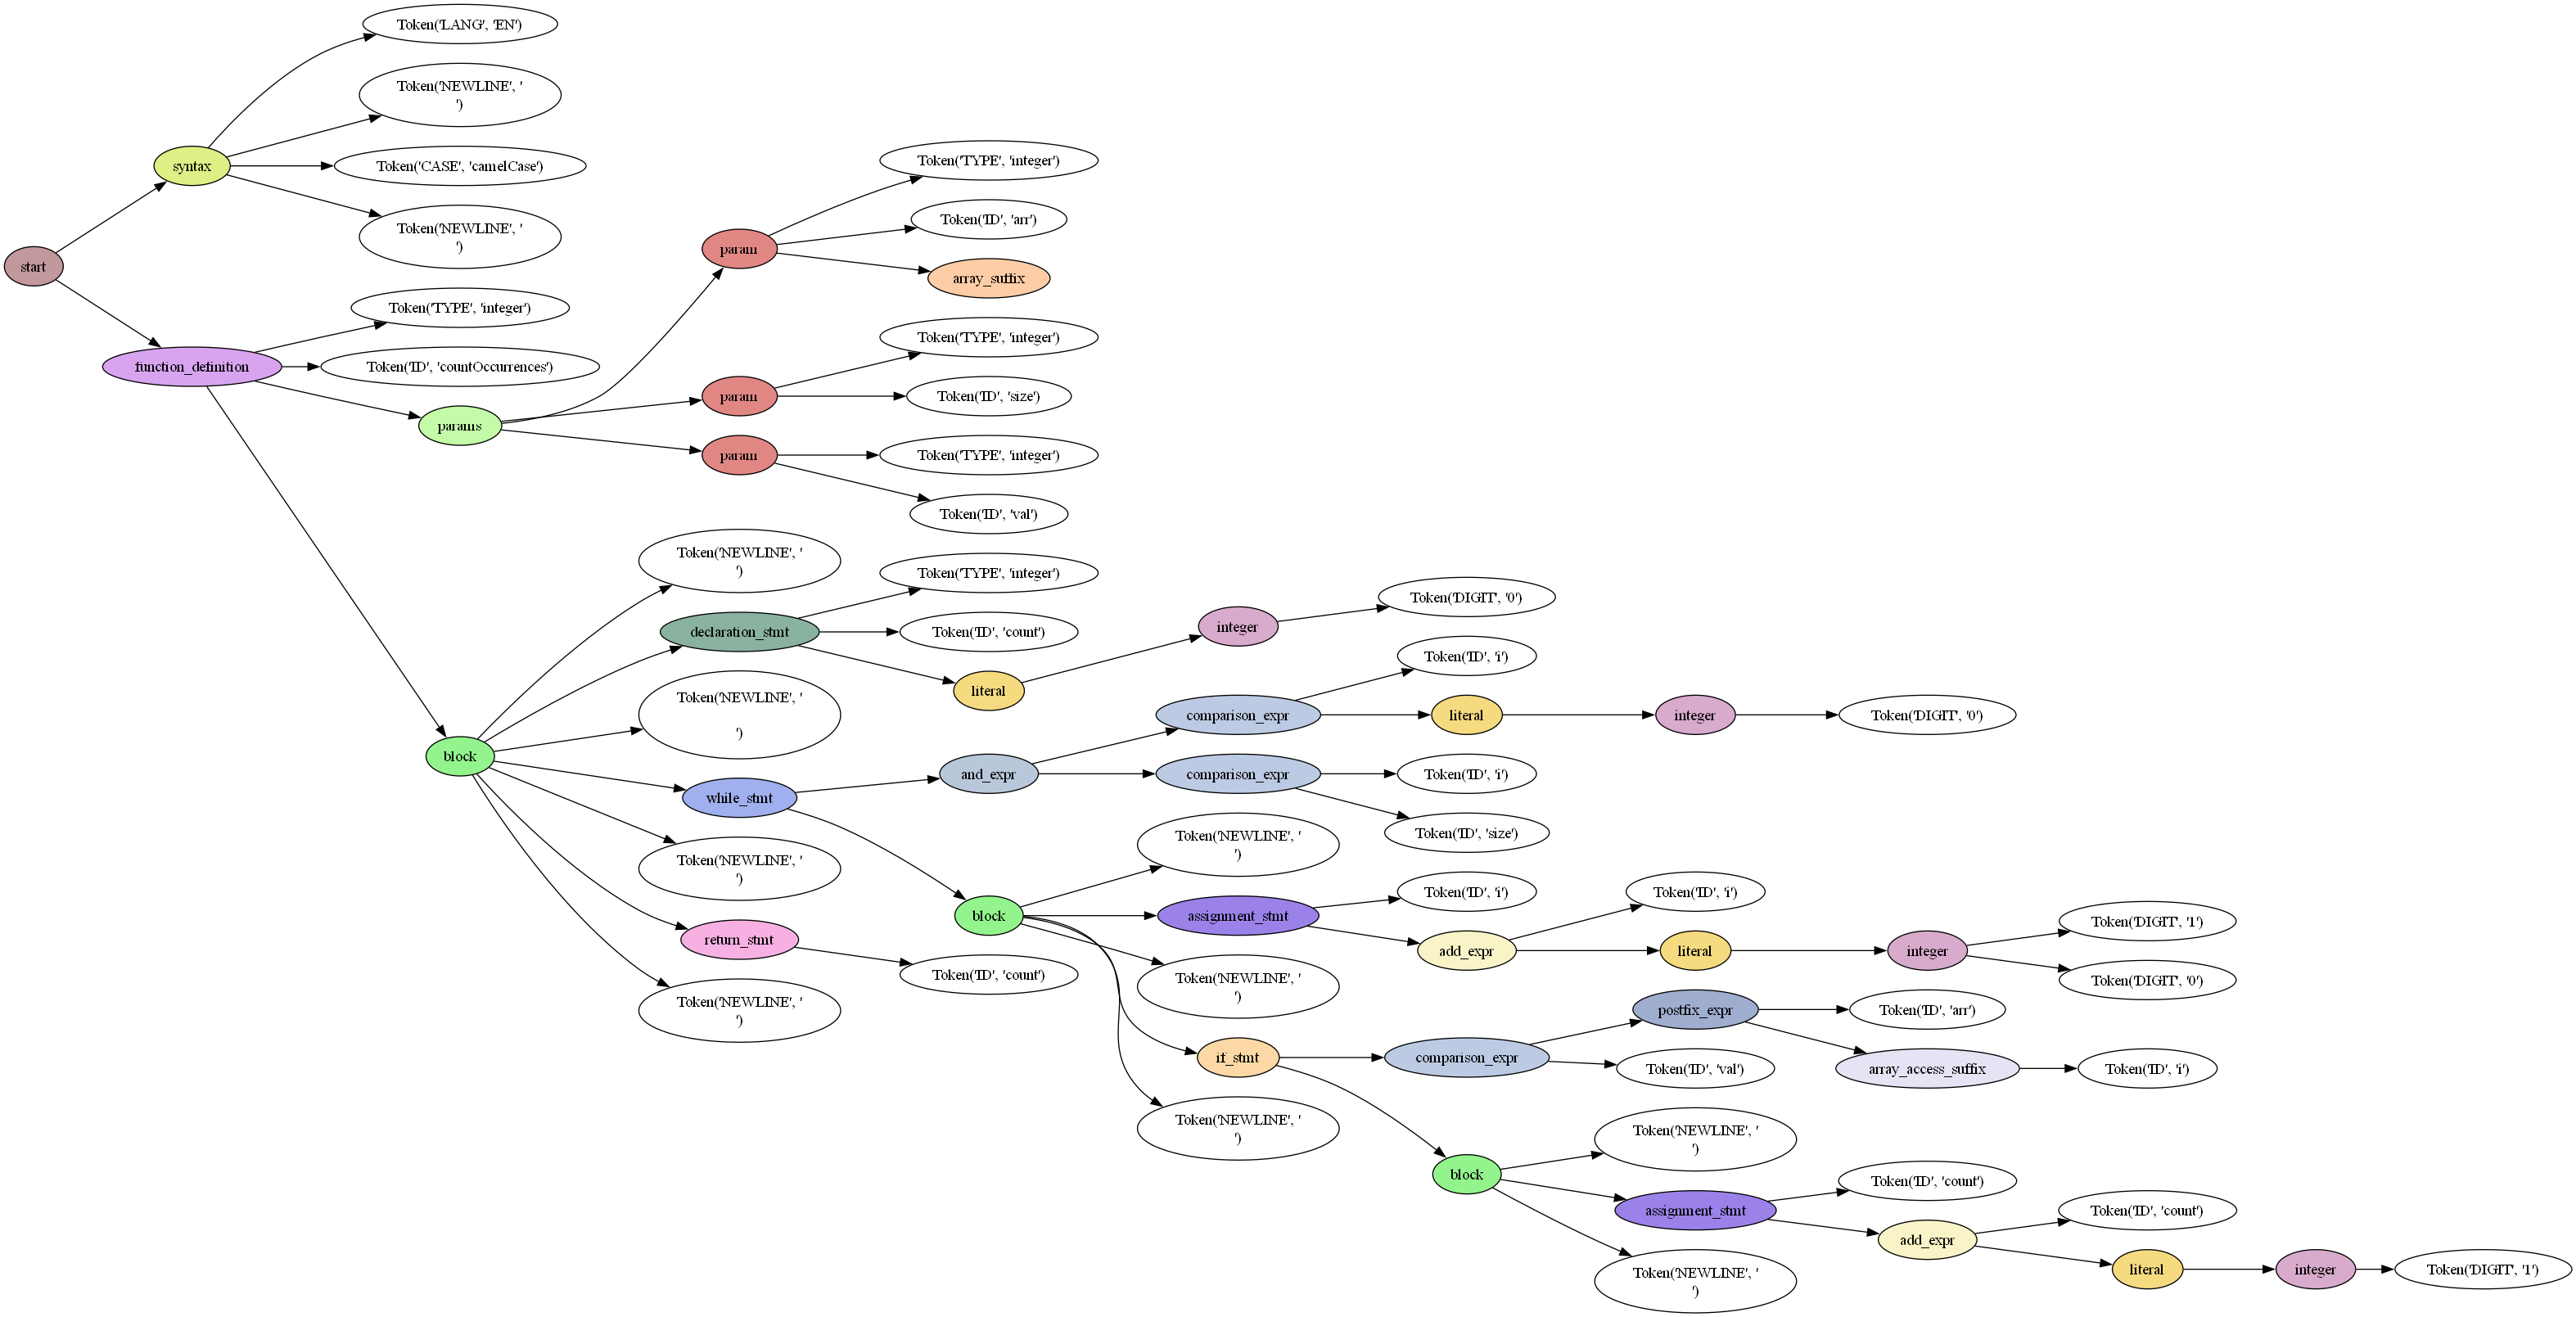 start
syntax
Token('LANG', 'EN')
Token('NEWLINE', '
')
Token('CASE', 'camelCase')
Token('NEWLINE', '
')
function_definition
Token('TYPE', 'integer')
Token('ID', 'countOccurrences')
params
param
Token('TYPE', 'integer')
Token('ID', 'arr')
array_suffix
param
Token('TYPE', 'integer')
Token('ID', 'size')
param
Token('TYPE', 'integer')
Token('ID', 'val')
block
Token('NEWLINE', '
')
declaration_stmt
Token('TYPE', 'integer')
Token('ID', 'count')
literal
integer
Token('DIGIT', '0')
Token('NEWLINE', '
')
while_stmt
and_expr
comparison_expr
Token('ID', 'i')
literal
integer
Token('DIGIT', '0')
comparison_expr
Token('ID', 'i')
Token('ID', 'size')
block
Token('NEWLINE', '
')
assignment_stmt
Token('ID', 'i')
add_expr
Token('ID', 'i')
literal
integer
Token('DIGIT', '1')
Token('DIGIT', '0')
Token('NEWLINE', '
')
if_stmt
comparison_expr
postfix_expr
Token('ID', 'arr')
array_access_suffix
Token('ID', 'i')
Token('ID', 'val')
block
Token('NEWLINE', '
')
assignment_stmt
Token('ID', 'count')
add_expr
Token('ID', 'count')
literal
integer
Token('DIGIT', '1')
Token('NEWLINE', '
')
Token('NEWLINE', '
')
Token('NEWLINE', '
')
return_stmt
Token('ID', 'count')
Token('NEWLINE', '
')